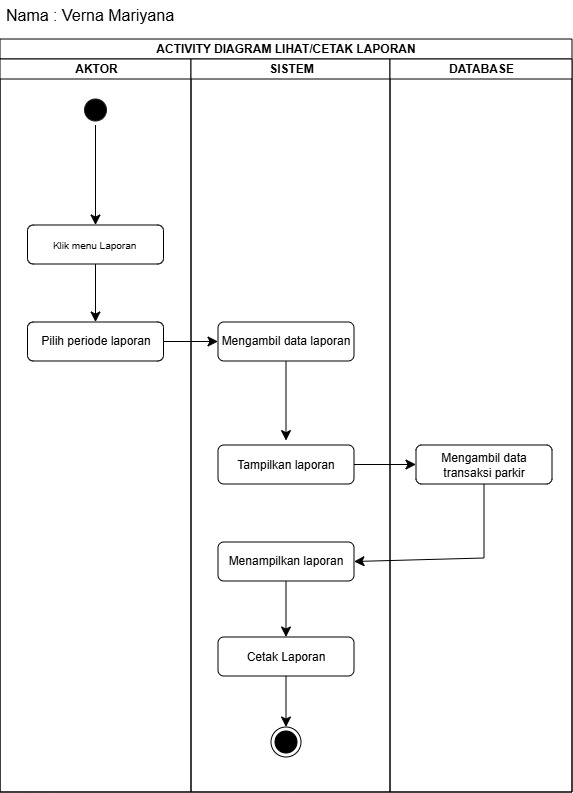 Nama : Verna Mariyana
ACTIVITY DIAGRAM LIHAT/CETAK LAPORAN
AKTOR
SISTEM
DATABASE
Klik menu Laporan
Pilih periode laporan
Mengambil data laporan
Tampilkan laporan
Mengambil data
transaksi parkir
Menampilkan laporan
Cetak Laporan